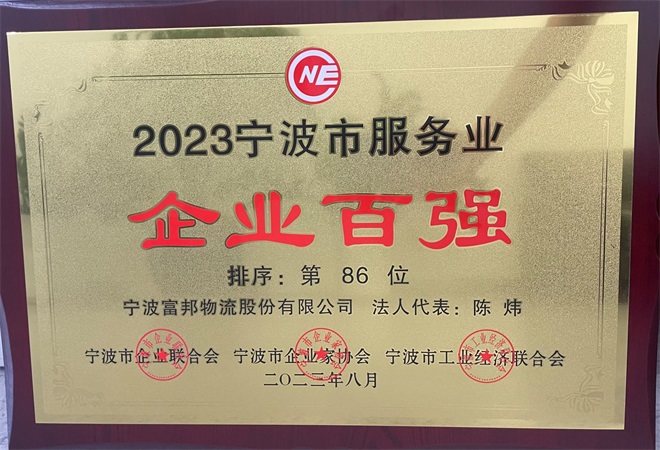 NE
2023宁波市服务业
企业百强
排序：第 86 位
宁波富邦物流股份有限公司 法人代表：陈 炜
宁波市企业联合会 宁波市企业家协会 宁波市工业经济联合会
二〇二三年八月